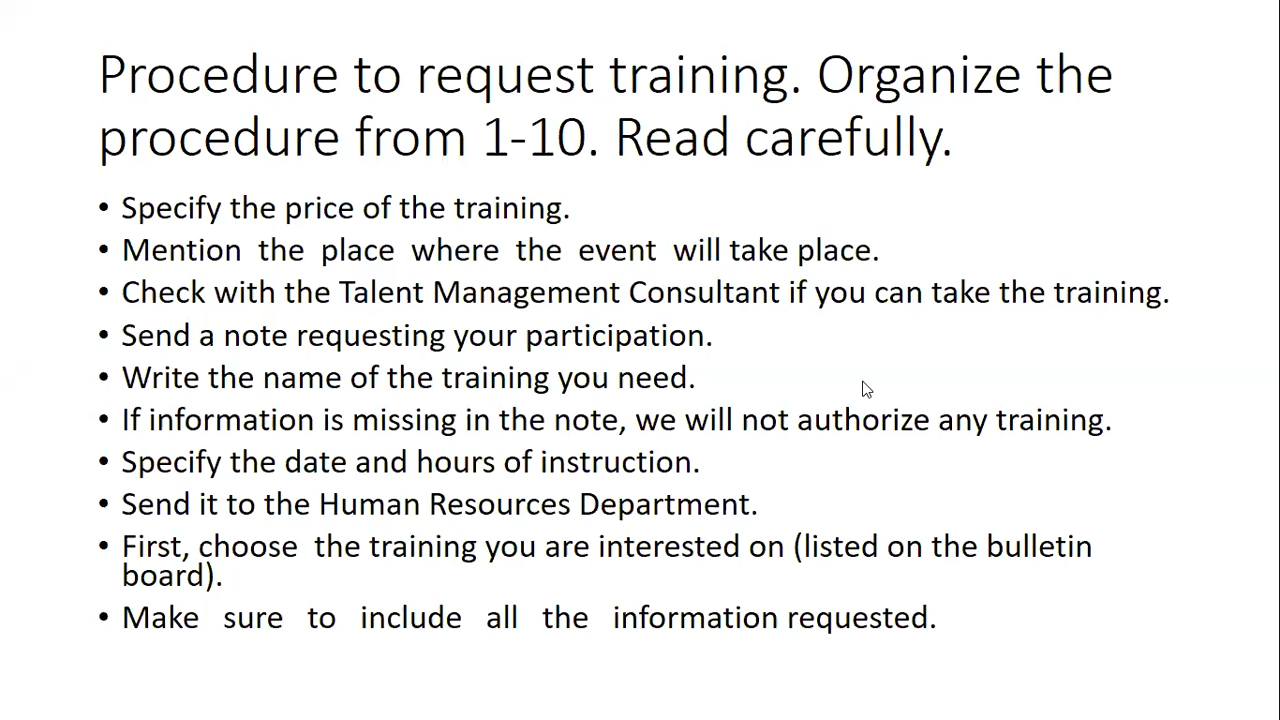 Procedure to request training. Organize the
procedure from 1-10. Read carefully.
• Specify the price of the training.
• Mention the place where the event will take place.
• Check with the Talent Management Consultant if you can take the training.
• Send a note requesting your participation.
• Write the name of the training you need.
• If information is missing in the note, we will not authorize any training.
• Specify the date and hours of instruction.
• Send it to the Human Resources Department.
• First, choose the training you are interested on (listed on the bulletin
board).
• Make sure to include all the information requested.